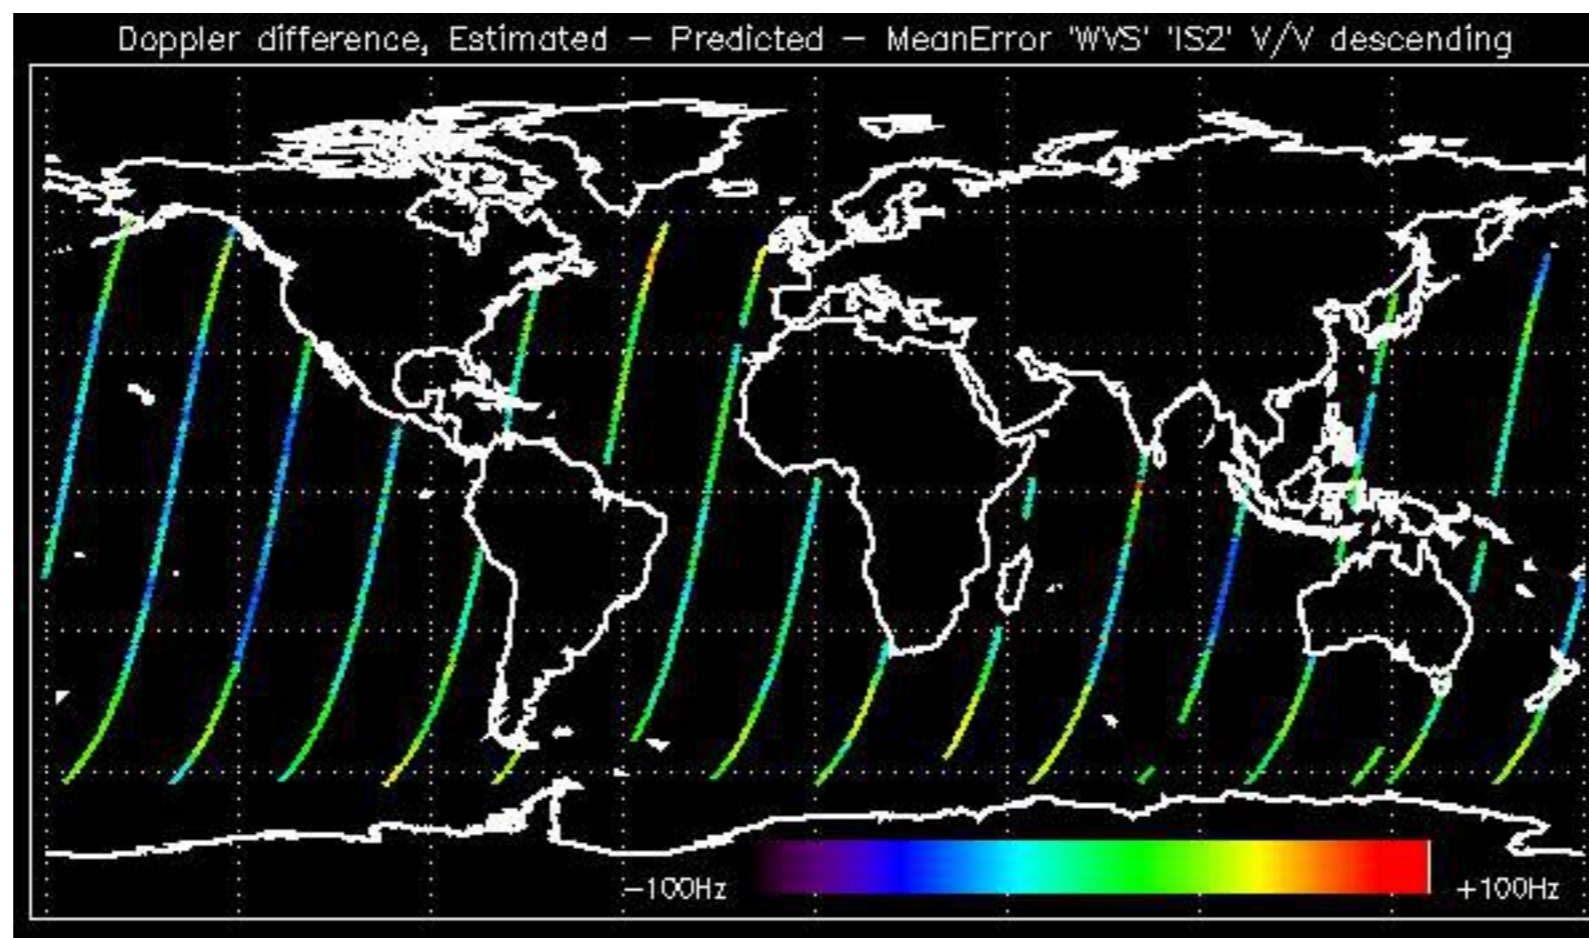 Doppler difference, Estimated – Predicted – MeanError 'WVS' 'IS2' V/V descending
–100Hz +100Hz